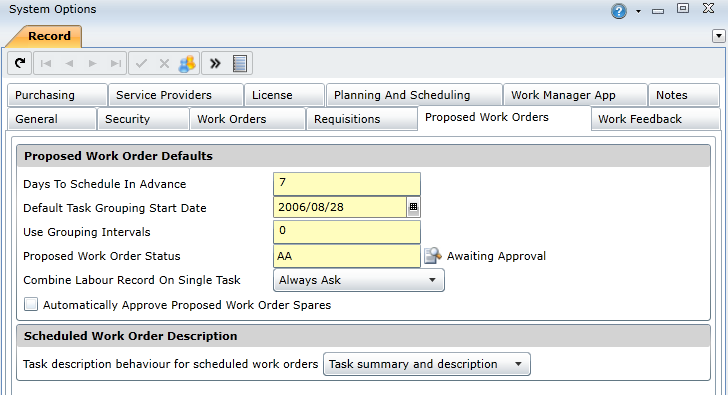 System Options
Record
Purchasing Service Providers License Planning And Scheduling Work Manager App Notes
General Security Work Orders Requisitions Proposed Work Orders Work Feedback
Proposed Work Order Defaults
Days To Schedule In Advance 7
Default Task Grouping Start Date 2006/08/28
Use Grouping Intervals 0
Proposed Work Order Status AA Awaiting Approval
Combine Labour Record On Single Task Always Ask
Automatically Approve Proposed Work Order Spares
Scheduled Work Order Description
Task description behaviour for scheduled work orders Task summary and description